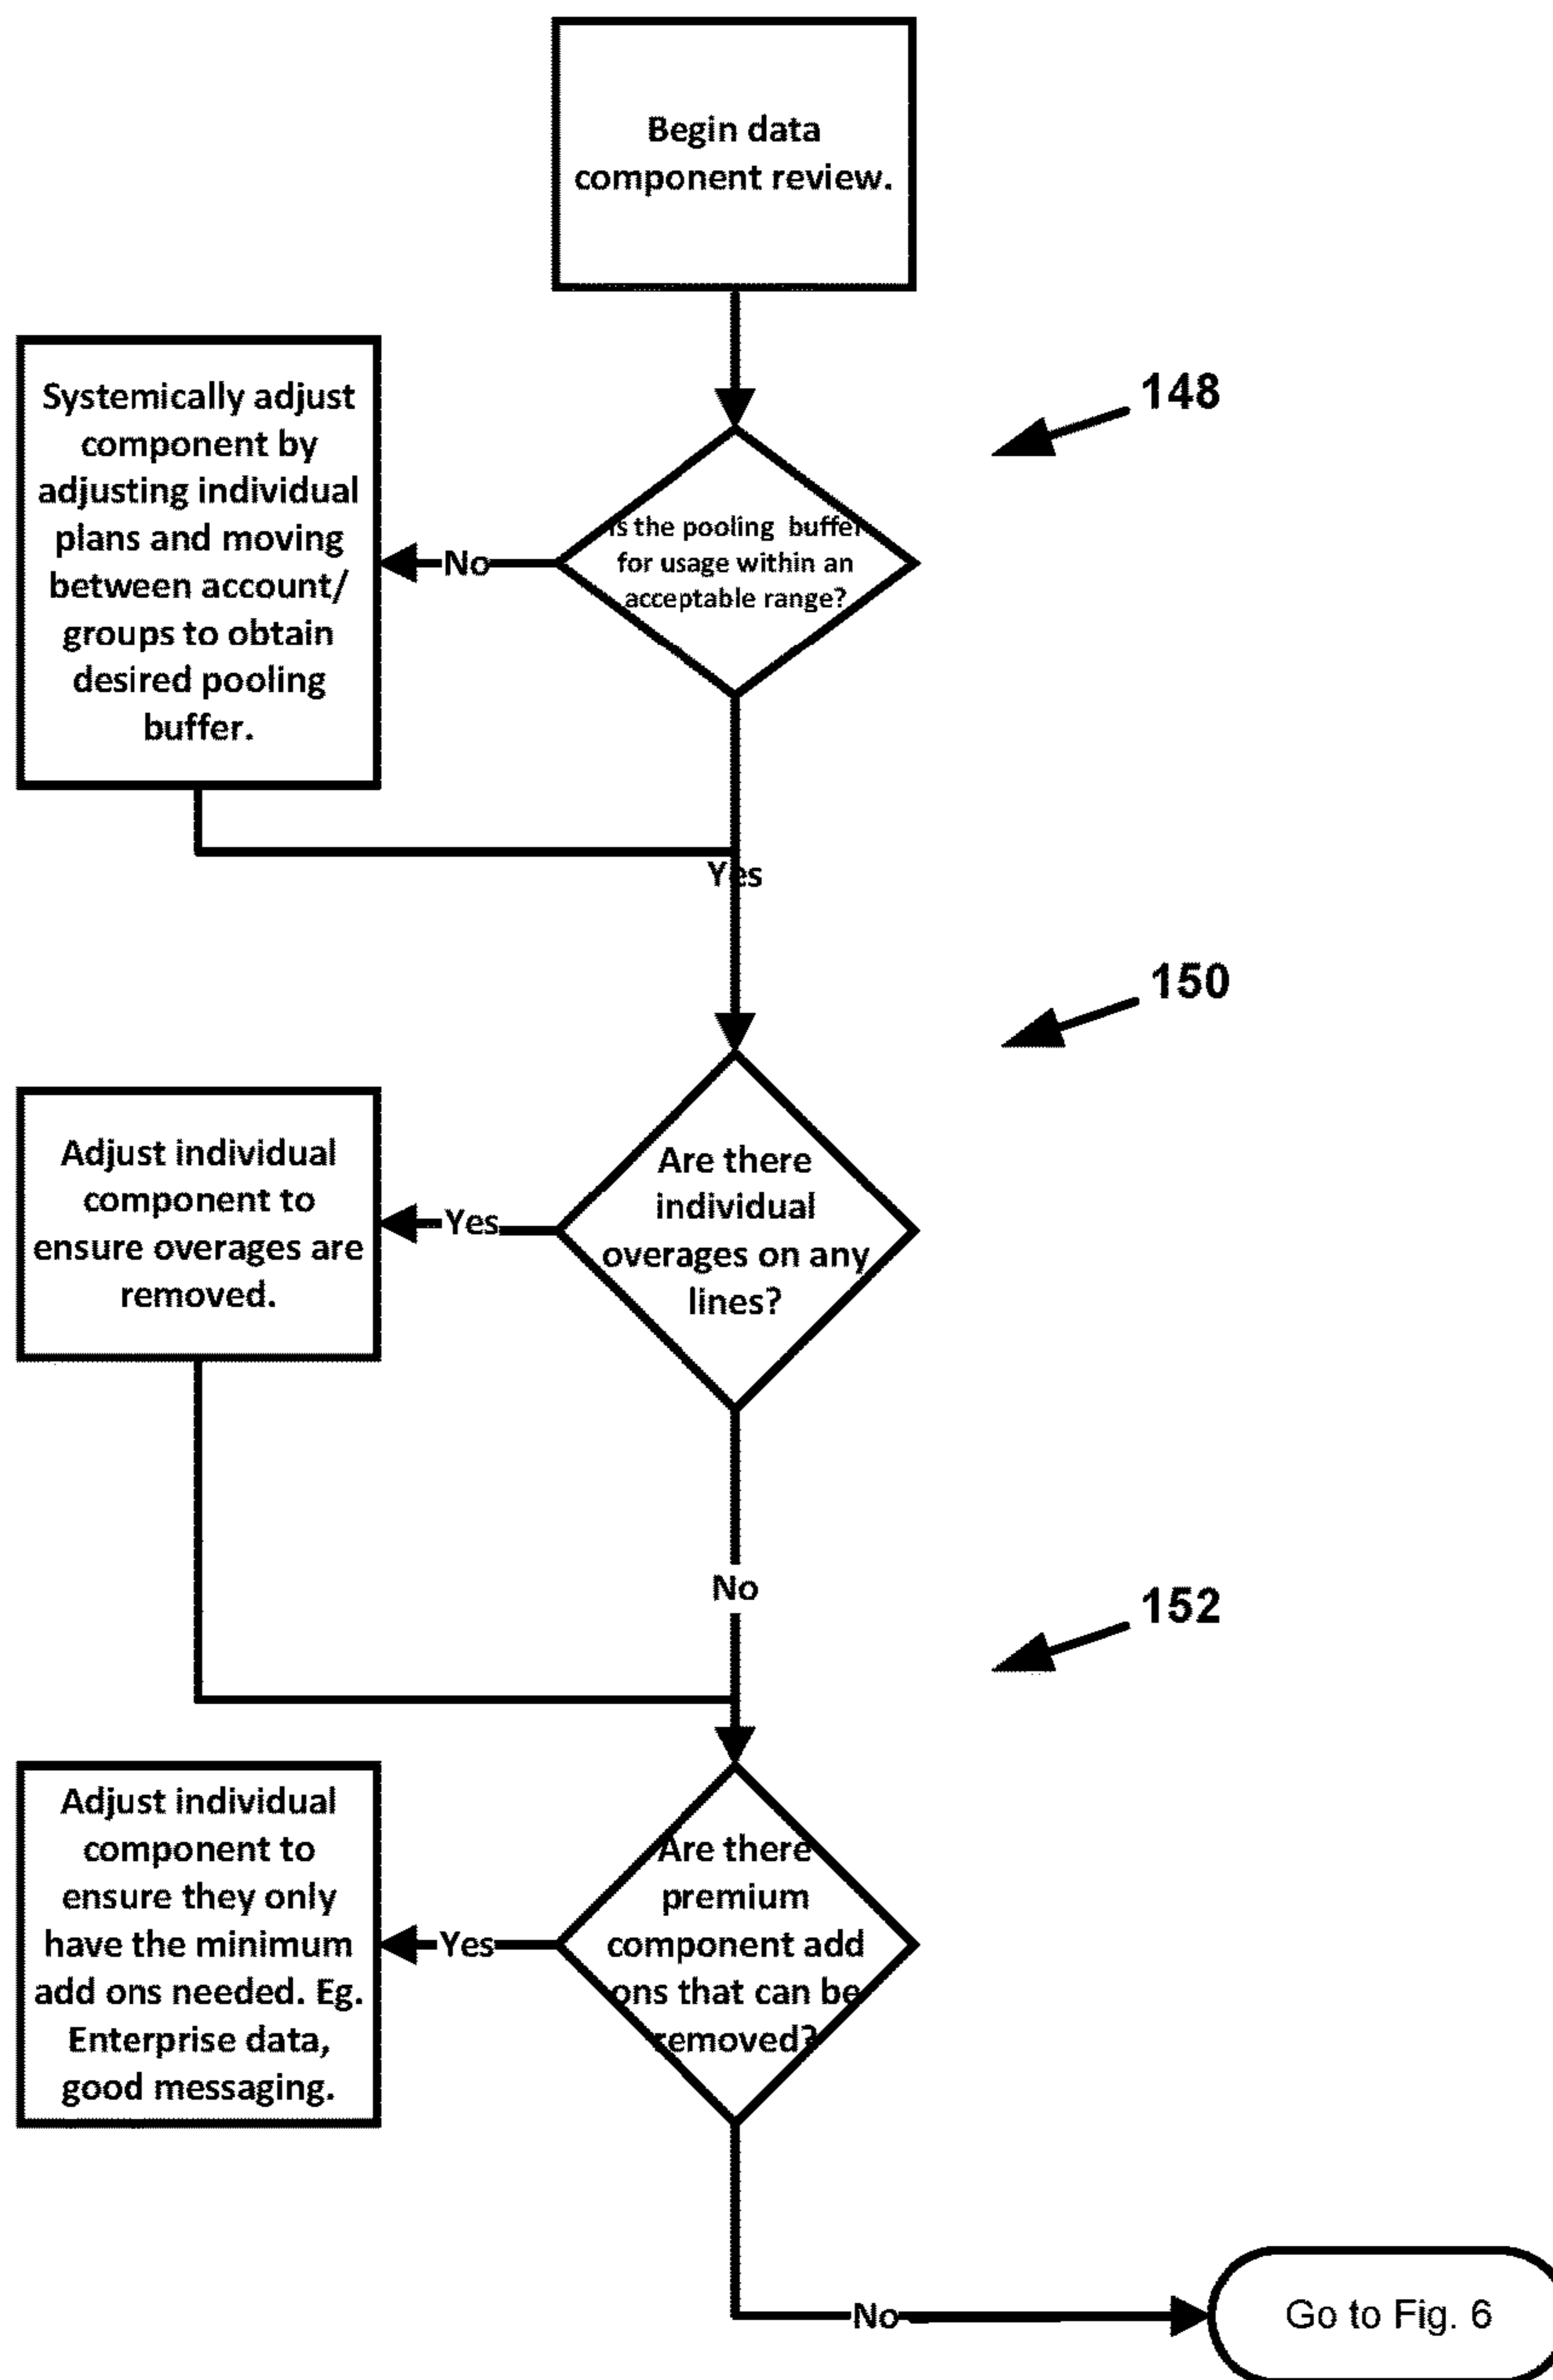 Begin data
component review.
148
Systemically adjust
component by
adjusting individual
plans and moving
between account/
groups to obtain
desired pooling
buffer.
No
Is the pooling buffer
for usage within an
acceptable range?
Yes
150
Adjust individual
component to
ensure overages are
removed.
Yes
Are there
individual
overages on any
lines?
No
152
Adjust individual
component to
ensure they only
have the minimum
add ons needed. Eg.
Enterprise data,
good messaging.
Yes
Are there
premium
component add
ons that can be
removed?
No
Go to Fig. 6